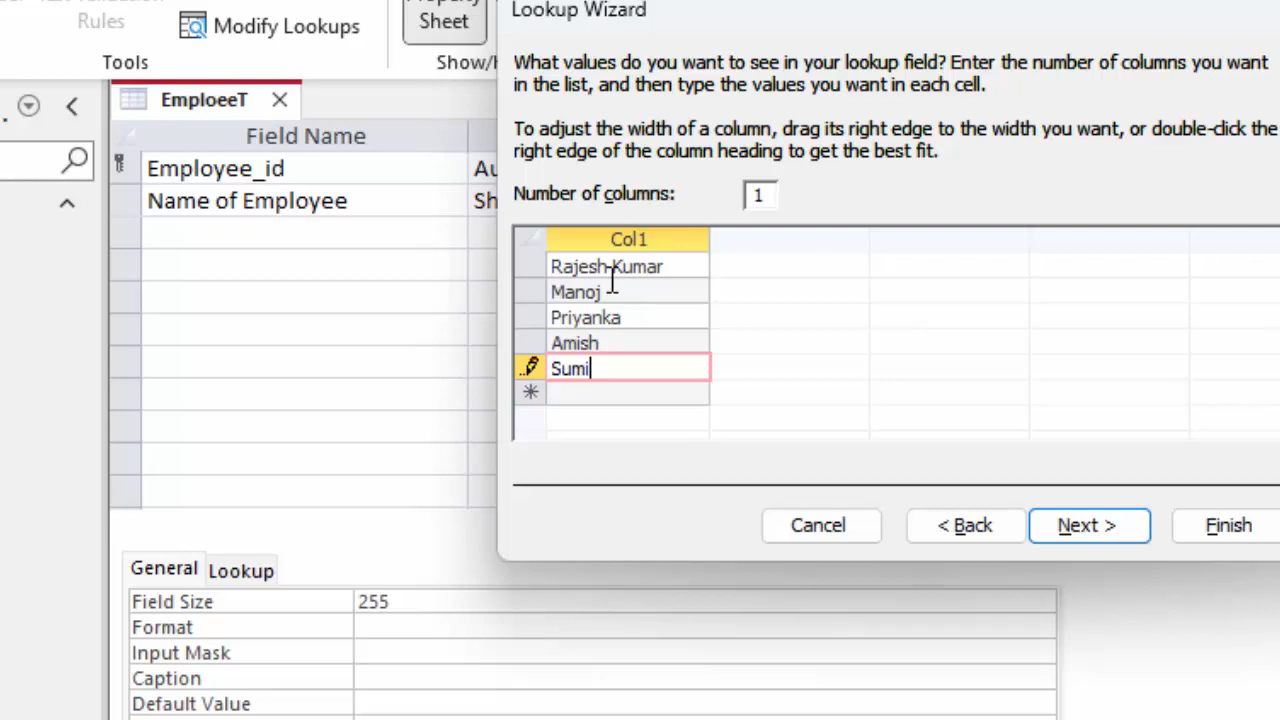 Rules
Modify Lookups
Sheet
Tools
Show/H
Lookup Wizard
What values do you want to see in your lookup field? Enter the number of columns you want
in the list, and then type the values you want in each cell.
To adjust the width of a column, drag its right edge to the width you want, or double-click the
right edge of the column heading to get the best fit.
Number of columns: 1
EmploeeT
Field Name
Employee_id Au
Name of Employee Sh
Col1
Rajesh Kumar
Manoj
Priyanka
Amish
Sumi
Cancel
< Back
Next >
Finish
General
Lookup
Field Size 255
Format
Input Mask
Caption
Default Value